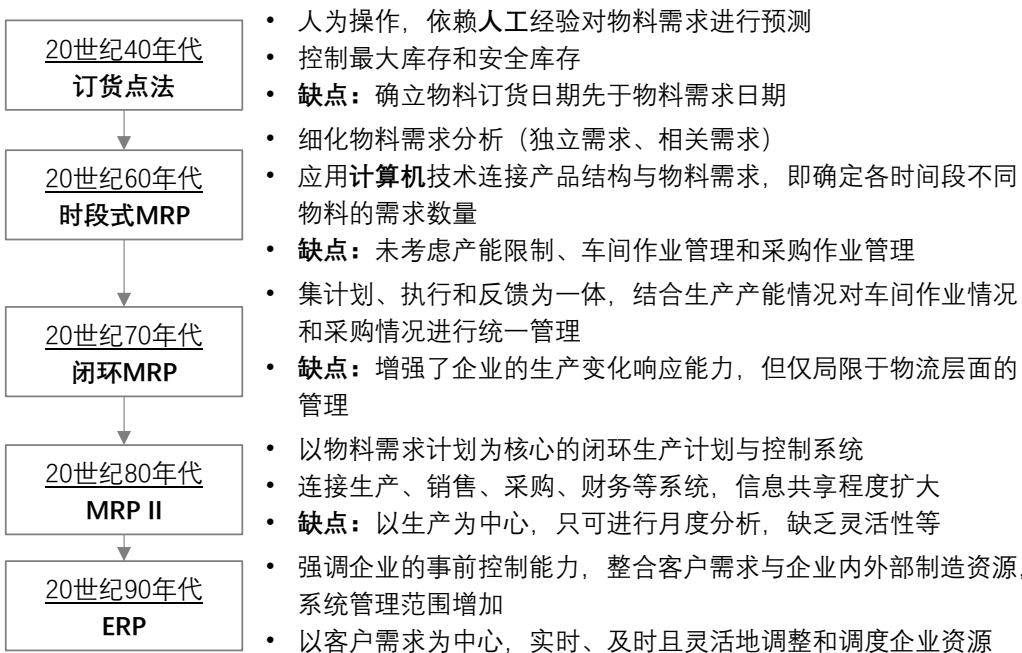 20世纪40年代
订货点法
• 人为操作，依赖人工经验对物料需求进行预测
• 控制最大库存和安全库存
• 缺点：确立物料订货日期先于物料需求日期
20世纪60年代
时段式MRP
• 细化物料需求分析（独立需求、相关需求）
• 应用计算机技术连接产品结构与物料需求，即确定各时间段不同
物料的需求数量
• 缺点：未考虑产能限制、车间作业管理和采购作业管理
20世纪70年代
闭环MRP
• 集计划、执行和反馈为一体，结合生产产能情况对车间作业情况
和采购情况进行统一管理
• 缺点：增强了企业的生产变化响应能力，但仅局限于物流层面的
管理
20世纪80年代
MRP II
• 以物料需求计划为核心的闭环生产计划与控制系统
• 连接生产、销售、采购、财务等系统，信息共享程度扩大
• 缺点：以生产为中心，只可进行月度分析，缺乏灵活性等
20世纪90年代
ERP
• 强调企业的事前控制能力，整合客户需求与企业内外部制造资源，
系统管理范围增加
• 以客户需求为中心，实时、及时且灵活地调整和调度企业资源